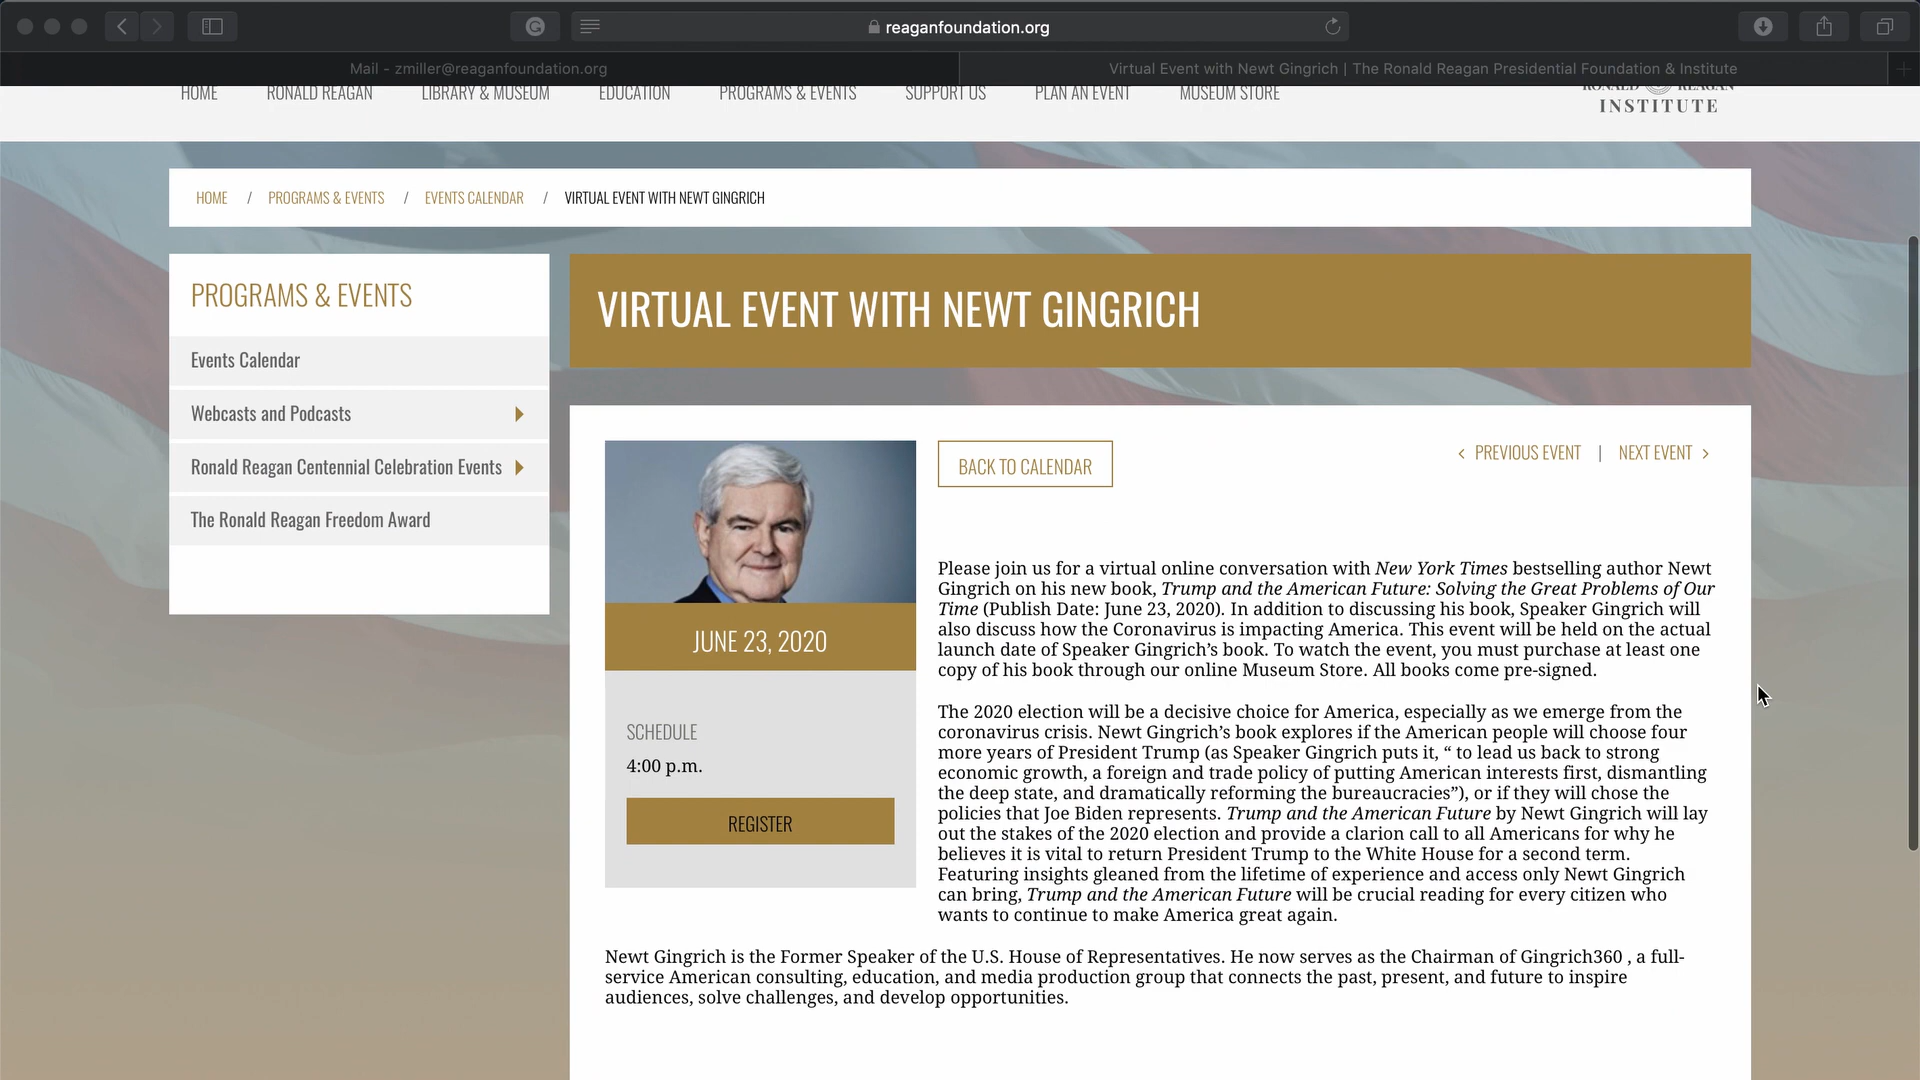 reaganfoundation.org
Mail - zmiller@reaganfoundation.org
Virtual Event with Newt Gingrich | The Ronald Reagan Presidential Foundation & Institute
HOME RONALD REAGAN LIBRARY & MUSEUM EDUCATION PROGRAMS & EVENTS SUPPORT US PLAN AN EVENT MUSEUM STORE
RONALD REAGAN
INSTITUTE
HOME / PROGRAMS & EVENTS / EVENTS CALENDAR / VIRTUAL EVENT WITH NEWT GINGRICH
PROGRAMS & EVENTS
Events Calendar
Webcasts and Podcasts
Ronald Reagan Centennial Celebration Events
The Ronald Reagan Freedom Award
VIRTUAL EVENT WITH NEWT GINGRICH
JUNE 23, 2020
SCHEDULE
4:00 p.m.
REGISTER
BACK TO CALENDAR
‹ PREVIOUS EVENT | NEXT EVENT ›
Please join us for a virtual online conversation with New York Times bestselling author Newt
Gingrich on his new book, Trump and the American Future: Solving the Great Problems of Our
Time (Publish Date: June 23, 2020). In addition to discussing his book, Speaker Gingrich will
also discuss how the Coronavirus is impacting America. This event will be held on the actual
launch date of Speaker Gingrich’s book. To watch the event, you must purchase at least one
copy of his book through our online Museum Store. All books come pre-signed.
The 2020 election will be a decisive choice for America, especially as we emerge from the
coronavirus crisis. Newt Gingrich’s book explores if the American people will choose four
more years of President Trump (as Speaker Gingrich puts it, “ to lead us back to strong
economic growth, a foreign and trade policy of putting American interests first, dismantling
the deep state, and dramatically reforming the bureaucracies”), or if they will chose the
policies that Joe Biden represents. Trump and the American Future by Newt Gingrich will lay
out the stakes of the 2020 election and provide a clarion call to all Americans for why he
believes it is vital to return President Trump to the White House for a second term.
Featuring insights gleaned from the lifetime of experience and access only Newt Gingrich
can bring, Trump and the American Future will be crucial reading for every citizen who
wants to continue to make America great again.
Newt Gingrich is the Former Speaker of the U.S. House of Representatives. He now serves as the Chairman of Gingrich360 , a full-
service American consulting, education, and media production group that connects the past, present, and future to inspire
audiences, solve challenges, and develop opportunities.